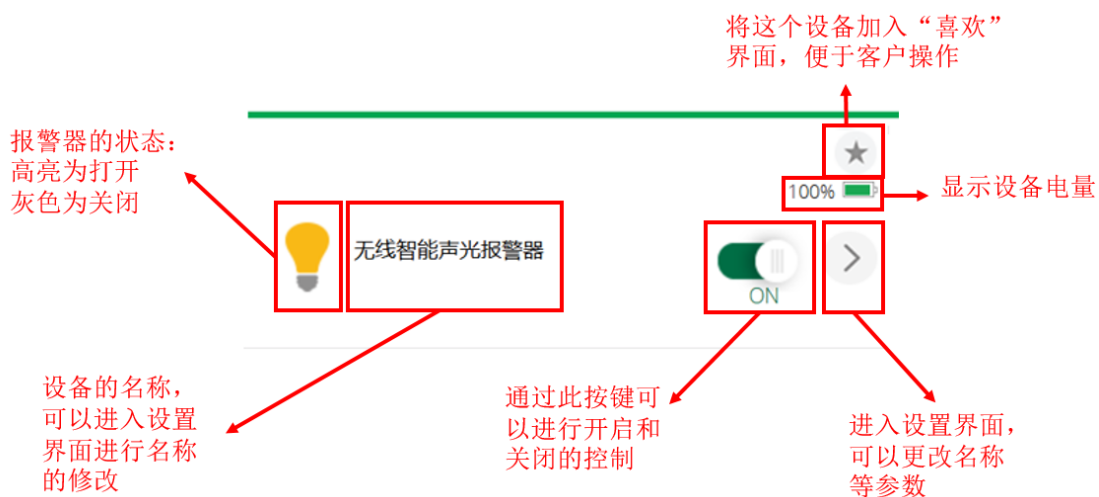 将这个设备加入“喜欢”
界面，便于客户操作
报警器的状态：
高亮为打开
灰色为关闭
100%
显示设备电量
无线智能声光报警器
ON
设备的名称，
可以进入设置
界面进行名称
的修改
通过此按键可
以进行开启和
关闭的控制
进入设置界面，
可以更改名称
等参数